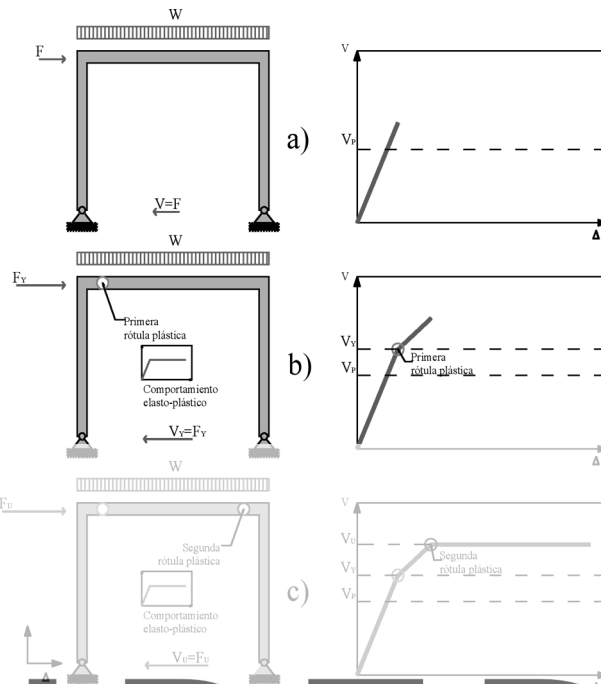 W
F
V=F
a)
V
VP
Δ
W
FY
Primera
rótula plástica
Comportamiento
elasto-plástico
VY=FY
b)
V
VY
VP
Primera
rótula plástica
Δ
W
FU
Segunda
rótula plástica
Comportamiento
elasto-plástico
VU=FU
Δ
c)
V
VU
VY
VP
Segunda
rótula plástica
Δ